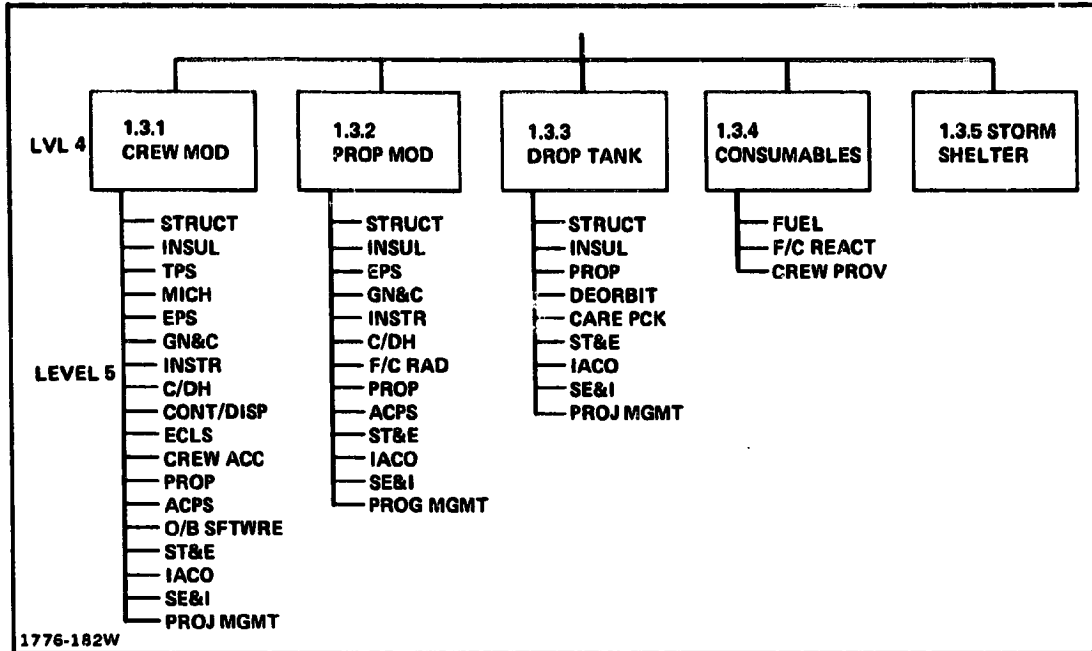 LVL 4
1.3.1
CREW MOD
1.3.2
PROP MOD
1.3.3
DROP TANK
1.3.4
CONSUMABLES
1.3.5 STORM
SHELTER
LEVEL 5
STRUCT
INSUL
TPS
MICH
EPS
GN&C
INSTR
C/DH
CONT/DISP
ECLS
CREW ACC
PROP
ACPS
O/B SFTWRE
ST&E
IACO
SE&I
PROJ MGMT
STRUCT
INSUL
EPS
GN&C
INSTR
C/DH
F/C RAD
PROP
ACPS
ST&E
IACO
SE&I
PROG MGMT
STRUCT
INSUL
PROP
DEORBIT
CARE PCK
ST&E
IACO
SE&I
PROJ MGMT
FUEL
F/C REACT
CREW PROV
1776-182W